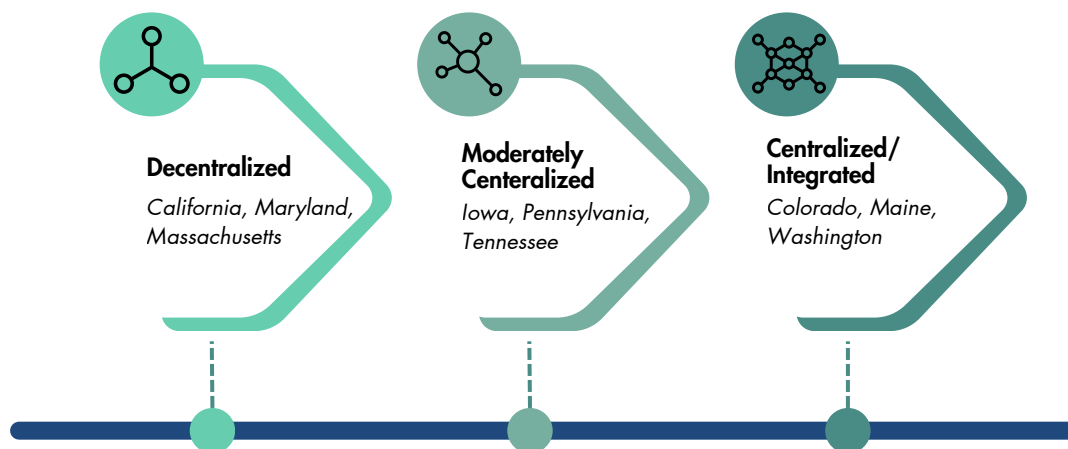 Decentralized
California, Maryland,
Massachusetts
Moderately
Centeralized
Iowa, Pennsylvania,
Tennessee
Centralized/
Integrated
Colorado, Maine,
Washington